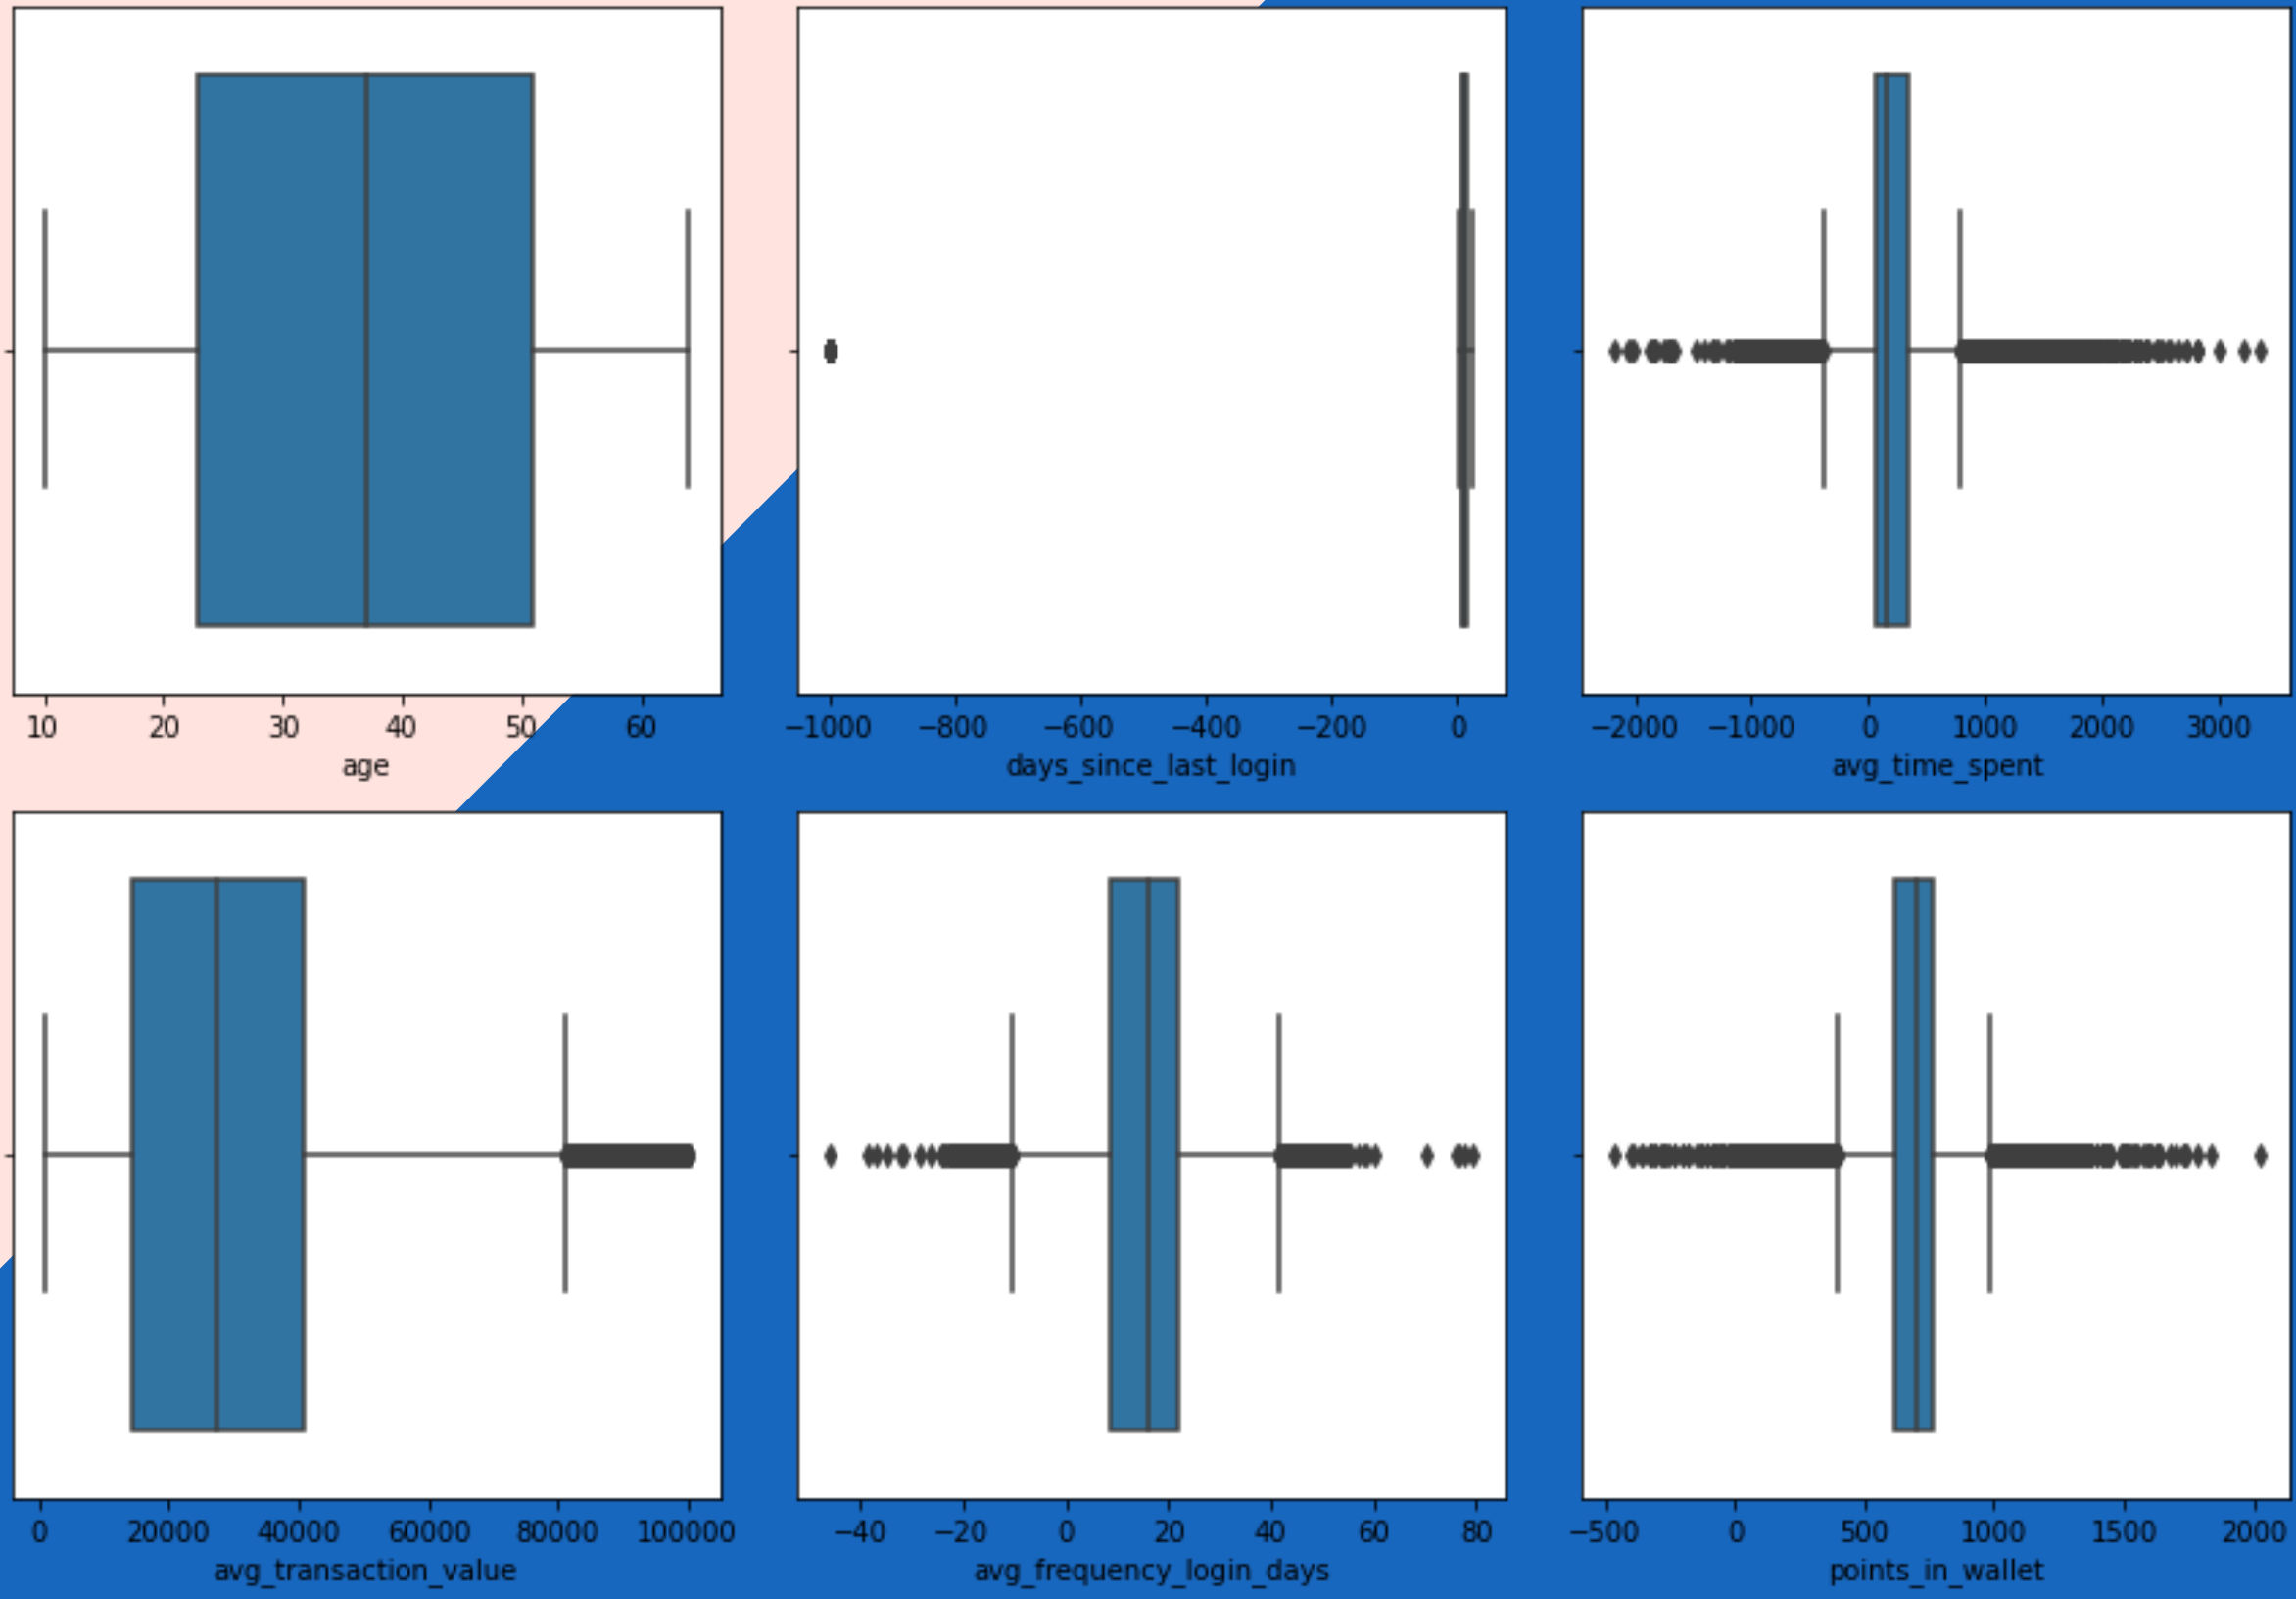 10 20 30 40 50 60
age
−1000 −800 −600 −400 −200 0
days_since_last_login
−2000 −1000 0 1000 2000 3000
avg_time_spent
0 20000 40000 60000 80000 100000
avg_transaction_value
−40 −20 0 20 40 60 80
avg_frequency_login_days
−500 0 500 1000 1500 2000
points_in_wallet